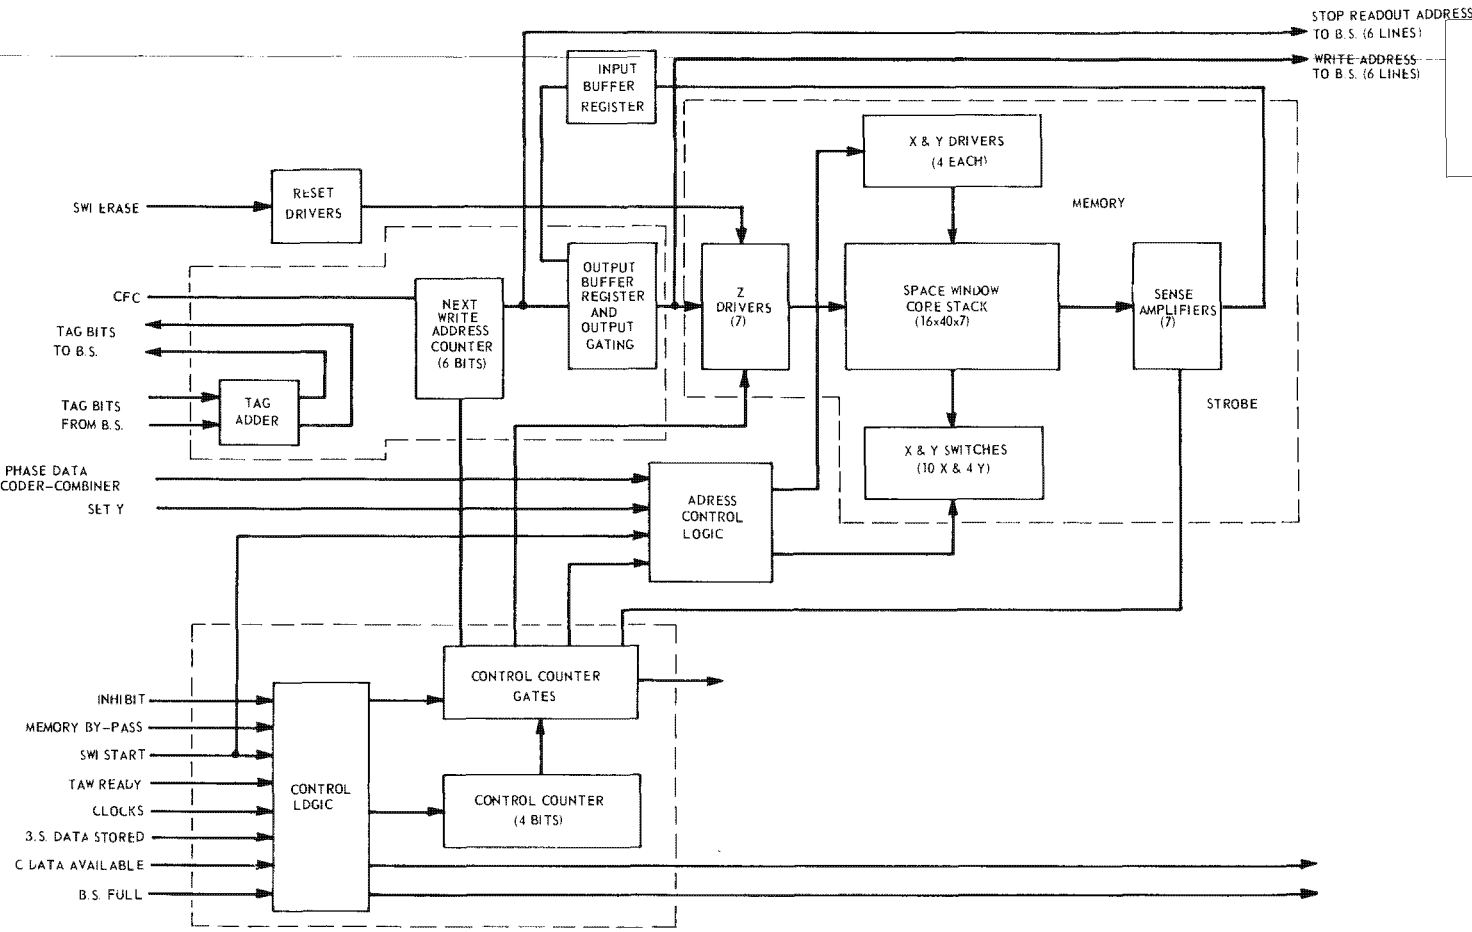 STOP READOUT ADDRESS
TO B.S. (6 LINES)
WRITE ADDRESS
TO B.S. (6 LINES)
INPUT
BUFFER
REGISTER
X & Y DRIVERS
(4 EACH)
MEMORY
RESET
DRIVERS
SWI ERASE
CFC
TAG BITS
TO B.S.
TAG BITS
FROM B.S.
TAG
ADDER
NEXT
WRITE
ADDRESS
COUNTER
(6 BITS)
OUTPUT
BUFFER
REGISTER
AND
OUTPUT
GATING
Z
DRIVERS
(7)
SPACE WINDOW
CORE STACK
(16x40x7)
SENSE
AMPLIFIERS
(7)
STROBE
X & Y SWITCHES
(10 X & 4 Y)
PHASE DATA
CODER-COMBINER
SET Y
ADRESS
CONTROL
LOGIC
CONTROL COUNTER
GATES
INHIBIT
MEMORY BY-PASS
SWI START
TAW READY
CLOCKS
3.S. DATA STORED
C DATA AVAILABLE
B.S. FULL
CONTROL
LOGIC
CONTROL COUNTER
(4 BITS)